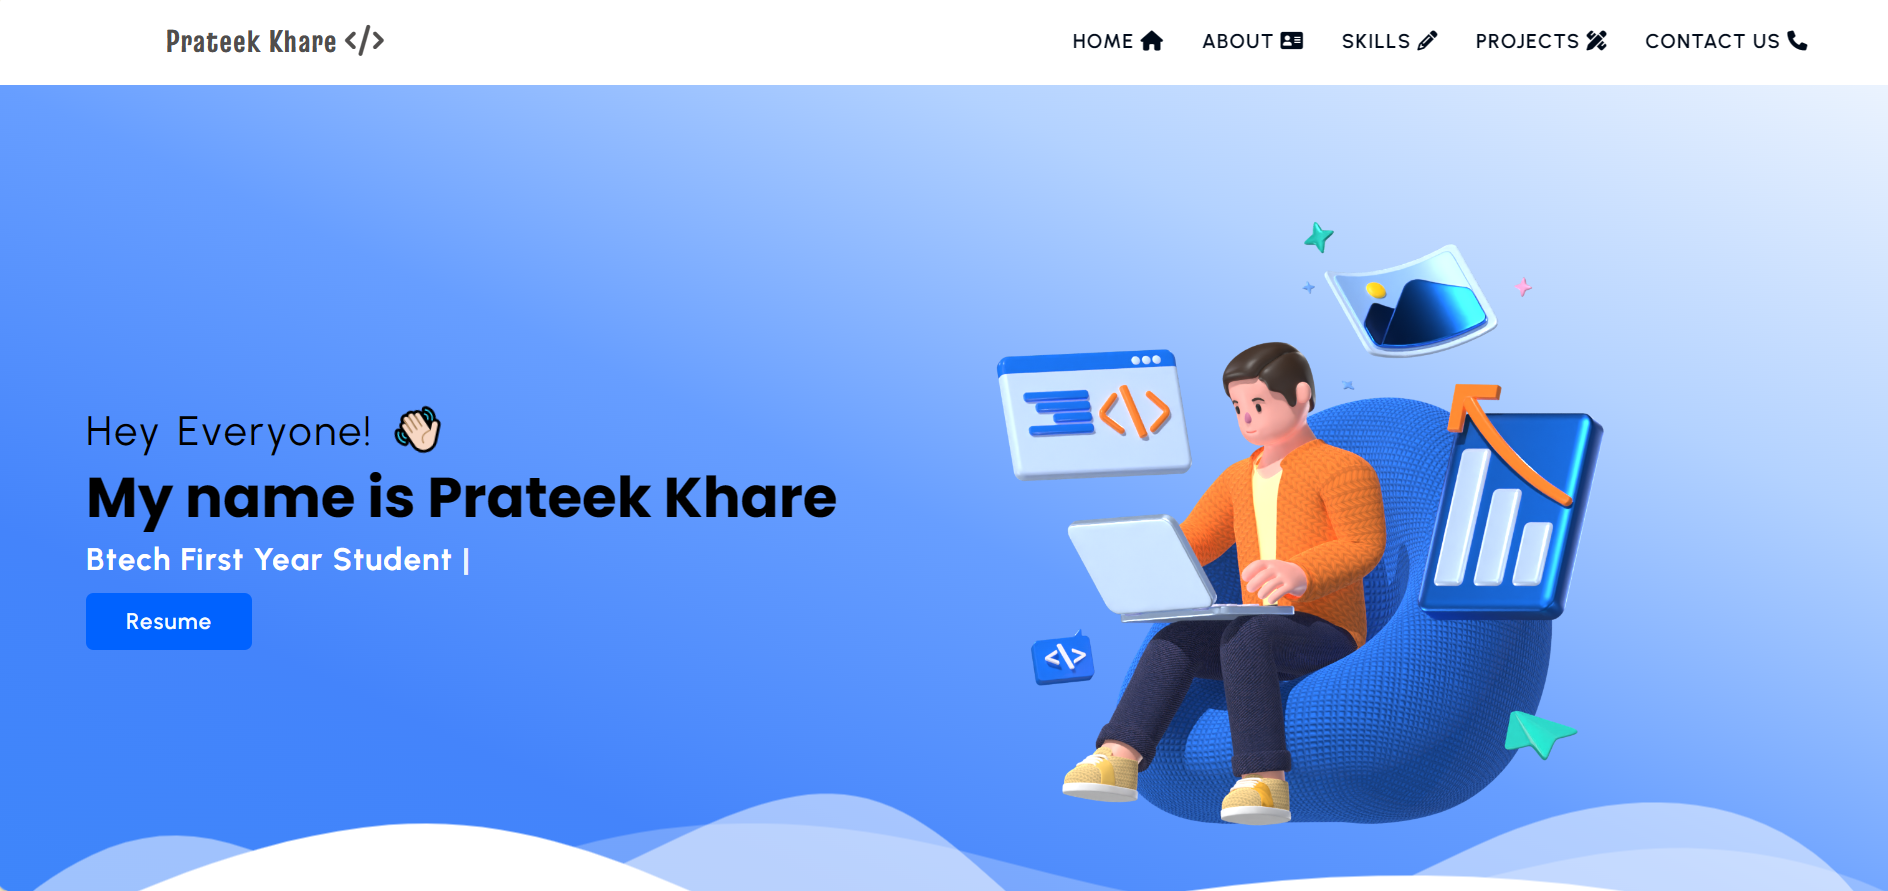 Prateek Khare </>
HOME
ABOUT
SKILLS
PROJECTS
CONTACT US
Hey Everyone!
My name is Prateek Khare
Btech First Year Student |
Resume
</>
</>